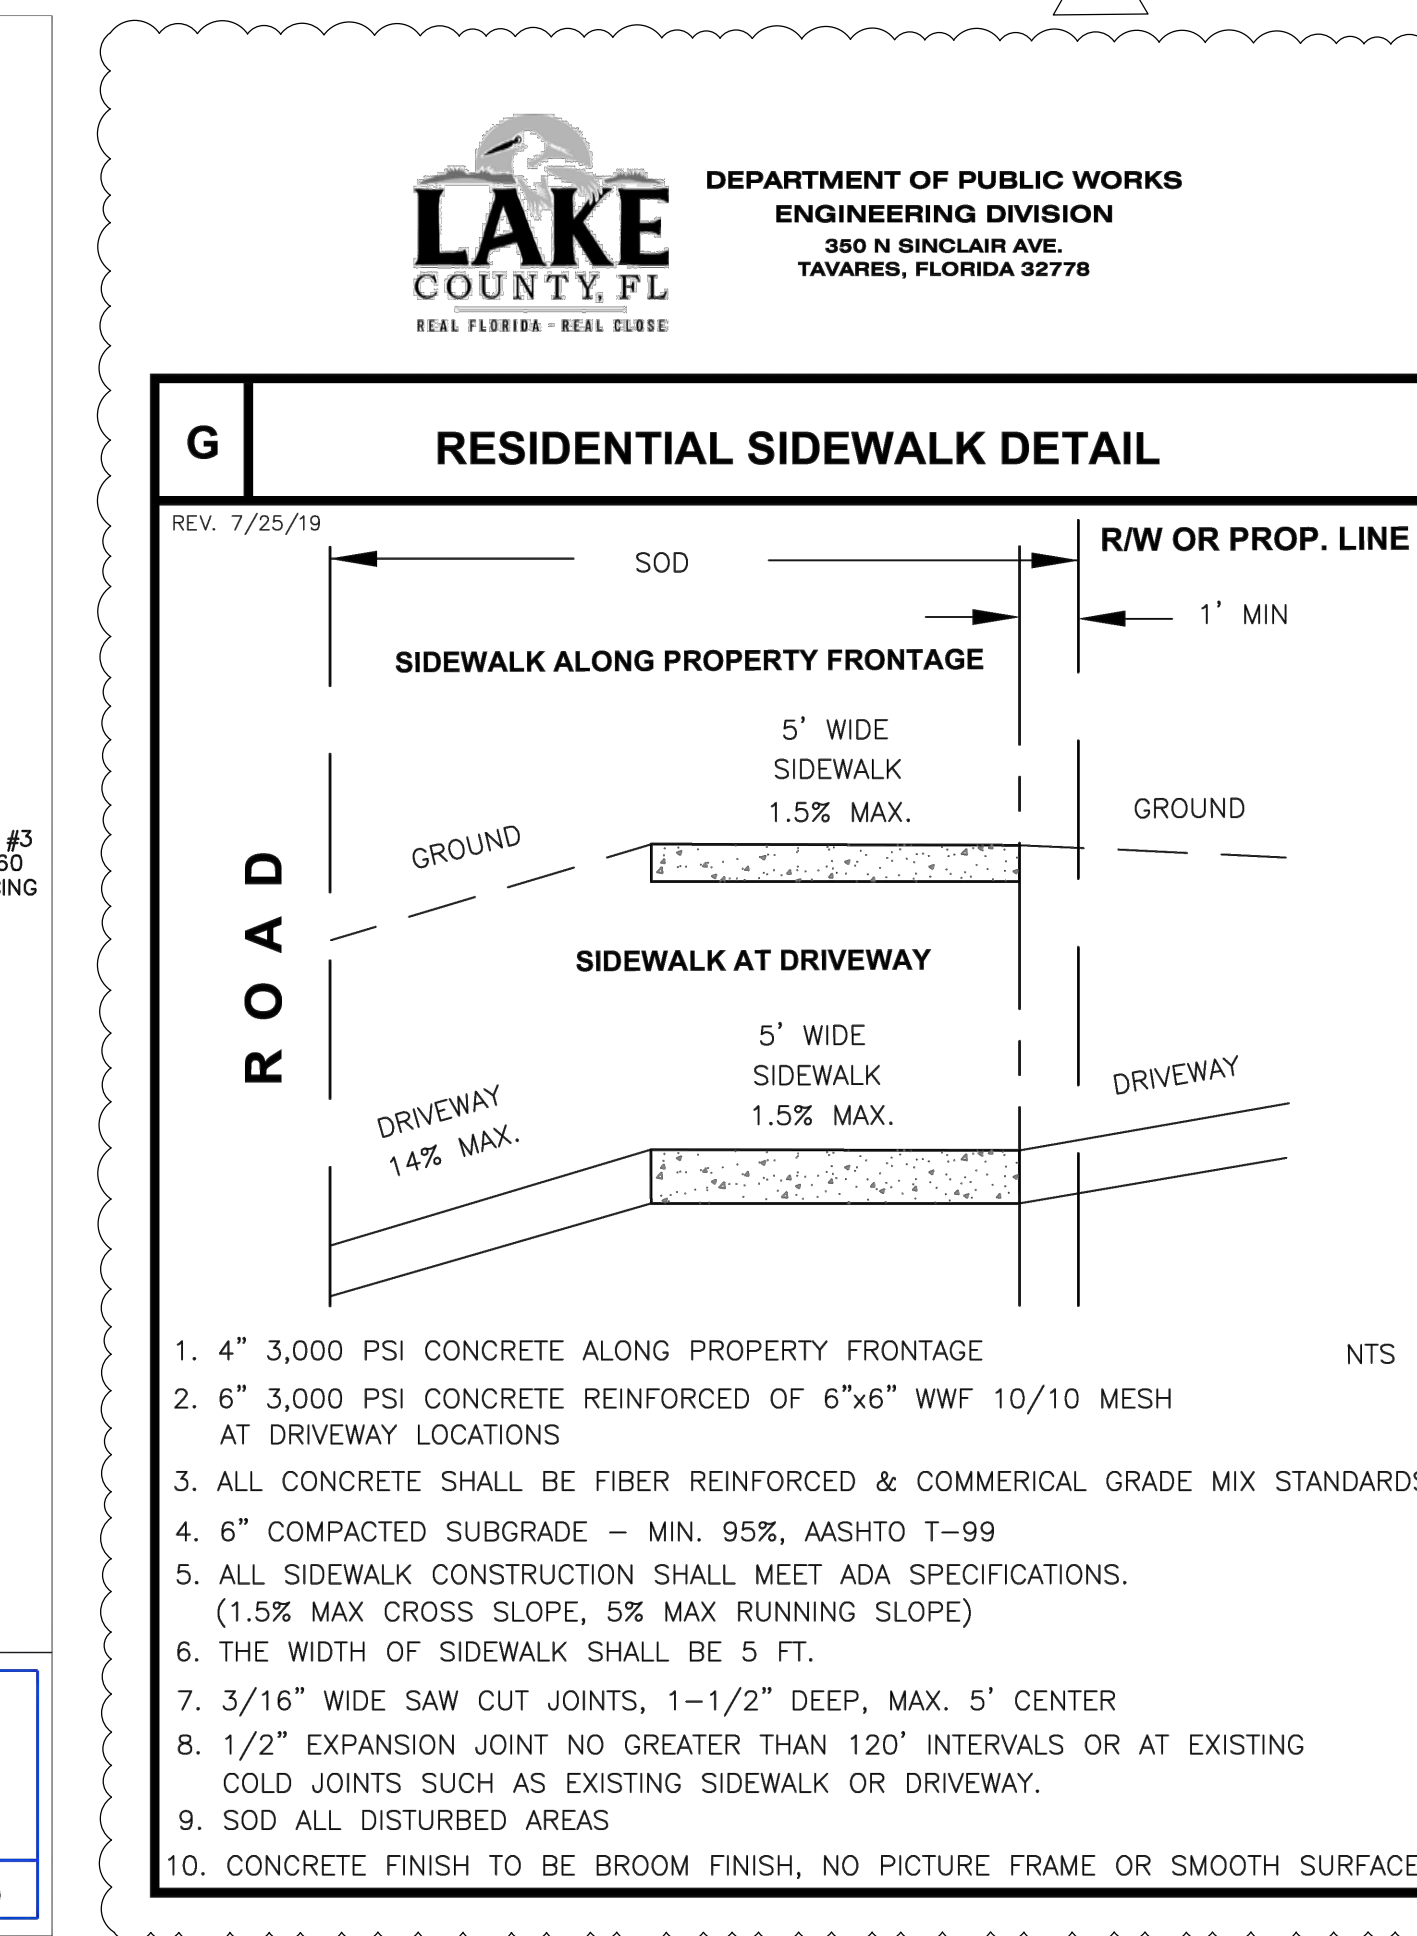 #3
60
LAKE
COUNTY, FL
REAL FLORIDA - REAL CLOSE
DEPARTMENT OF PUBLIC WORKS
ENGINEERING DIVISION
350 N SINCLAIR AVE.
TAVARES, FLORIDA 32778
G
RESIDENTIAL SIDEWALK DETAIL
REV. 7/25/19
SOD
R/W OR PROP. LINE
1' MIN
SIDEWALK ALONG PROPERTY FRONTAGE
5' WIDE
SIDEWALK
1.5% MAX.
GROUND
GROUND
ROAD
SIDEWALK AT DRIVEWAY
5' WIDE
SIDEWALK
1.5% MAX.
DRIVEWAY
14% MAX.
DRIVEWAY
1. 4" 3,000 PSI CONCRETE ALONG PROPERTY FRONTAGE
NTS
2. 6" 3,000 PSI CONCRETE REINFORCED OF 6"x6" WWF 10/10 MESH
AT DRIVEWAY LOCATIONS
3. ALL CONCRETE SHALL BE FIBER REINFORCED & COMMERICAL GRADE MIX STANDARDS
4. 6" COMPACTED SUBGRADE – MIN. 95%, AASHTO T-99
5. ALL SIDEWALK CONSTRUCTION SHALL MEET ADA SPECIFICATIONS.
(1.5% MAX CROSS SLOPE, 5% MAX RUNNING SLOPE)
6. THE WIDTH OF SIDEWALK SHALL BE 5 FT.
7. 3/16" WIDE SAW CUT JOINTS, 1-1/2" DEEP, MAX. 5' CENTER
8. 1/2" EXPANSION JOINT NO GREATER THAN 120' INTERVALS OR AT EXISTING
COLD JOINTS SUCH AS EXISTING SIDEWALK OR DRIVEWAY.
9. SOD ALL DISTURBED AREAS
10. CONCRETE FINISH TO BE BROOM FINISH, NO PICTURE FRAME OR SMOOTH SURFACE